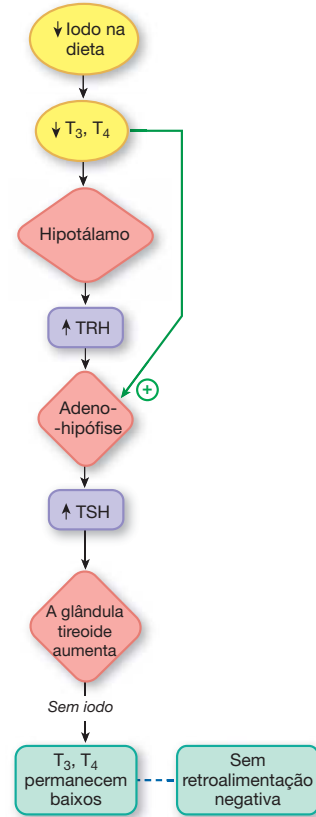 ↓ Iodo na
dieta
↓ T₃, T₄
Hipotálamo
↑ TRH
+
Adeno-
-hipófise
↑ TSH
A glândula
tireoide
aumenta
Sem iodo
T₃, T₄
permanecem
baixos
Sem
retroalimentação
negativa